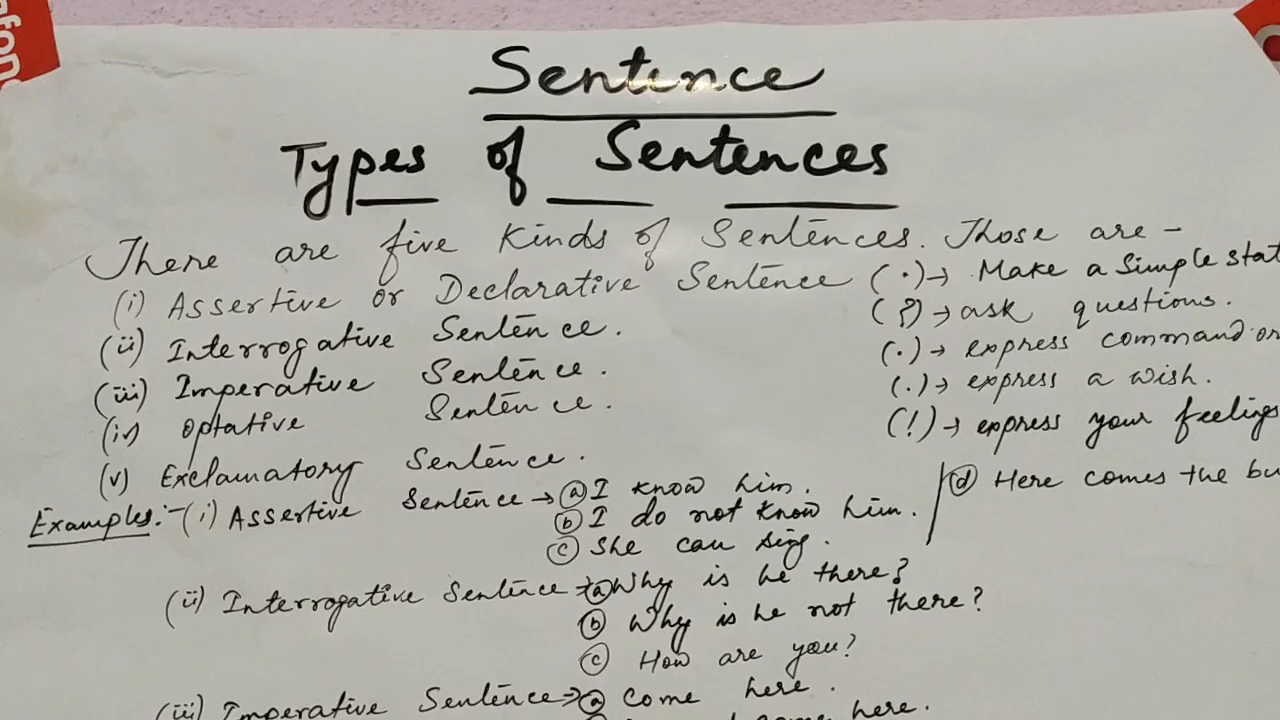 Sentence
Types of Sentences
There are five Kinds of Sentences. Those are -
(i) Assertive or Declarative Sentence (.)→ Make a Simple
(ii) Interrogative Sentence. (?)→ ask questions.
(iii) Imperative Sentence. (.)→ express command or
(iv) Optative Sentence. (.)→ express a wish.
(v) Exclamatory Sentence. (!)→ express your feelings
Examples:- (i) Assertive Sentence → (a) I know him. (d) Here comes the
(b) I do not know him.
(c) She can sing.
(ii) Interrogative Sentence → (a) Why is he there?
(b) Why is he not there?
(c) How are you?
(iii) Imperative Sentence → (a) Come here.
here.